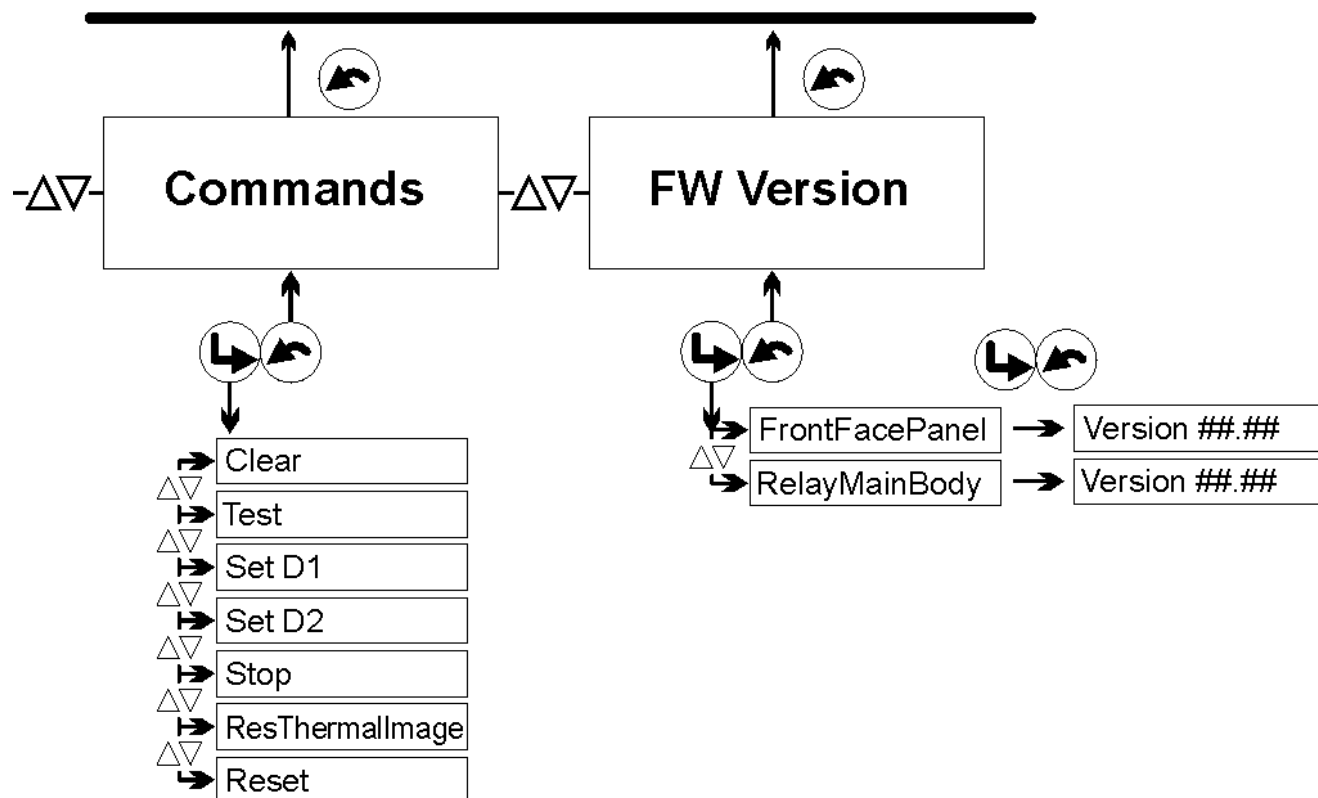 Commands
FW Version
Clear
Test
Set D1
Set D2
Stop
ResThermalImage
Reset
FrontFacePanel
Version ##.##
RelayMainBody
Version ##.##